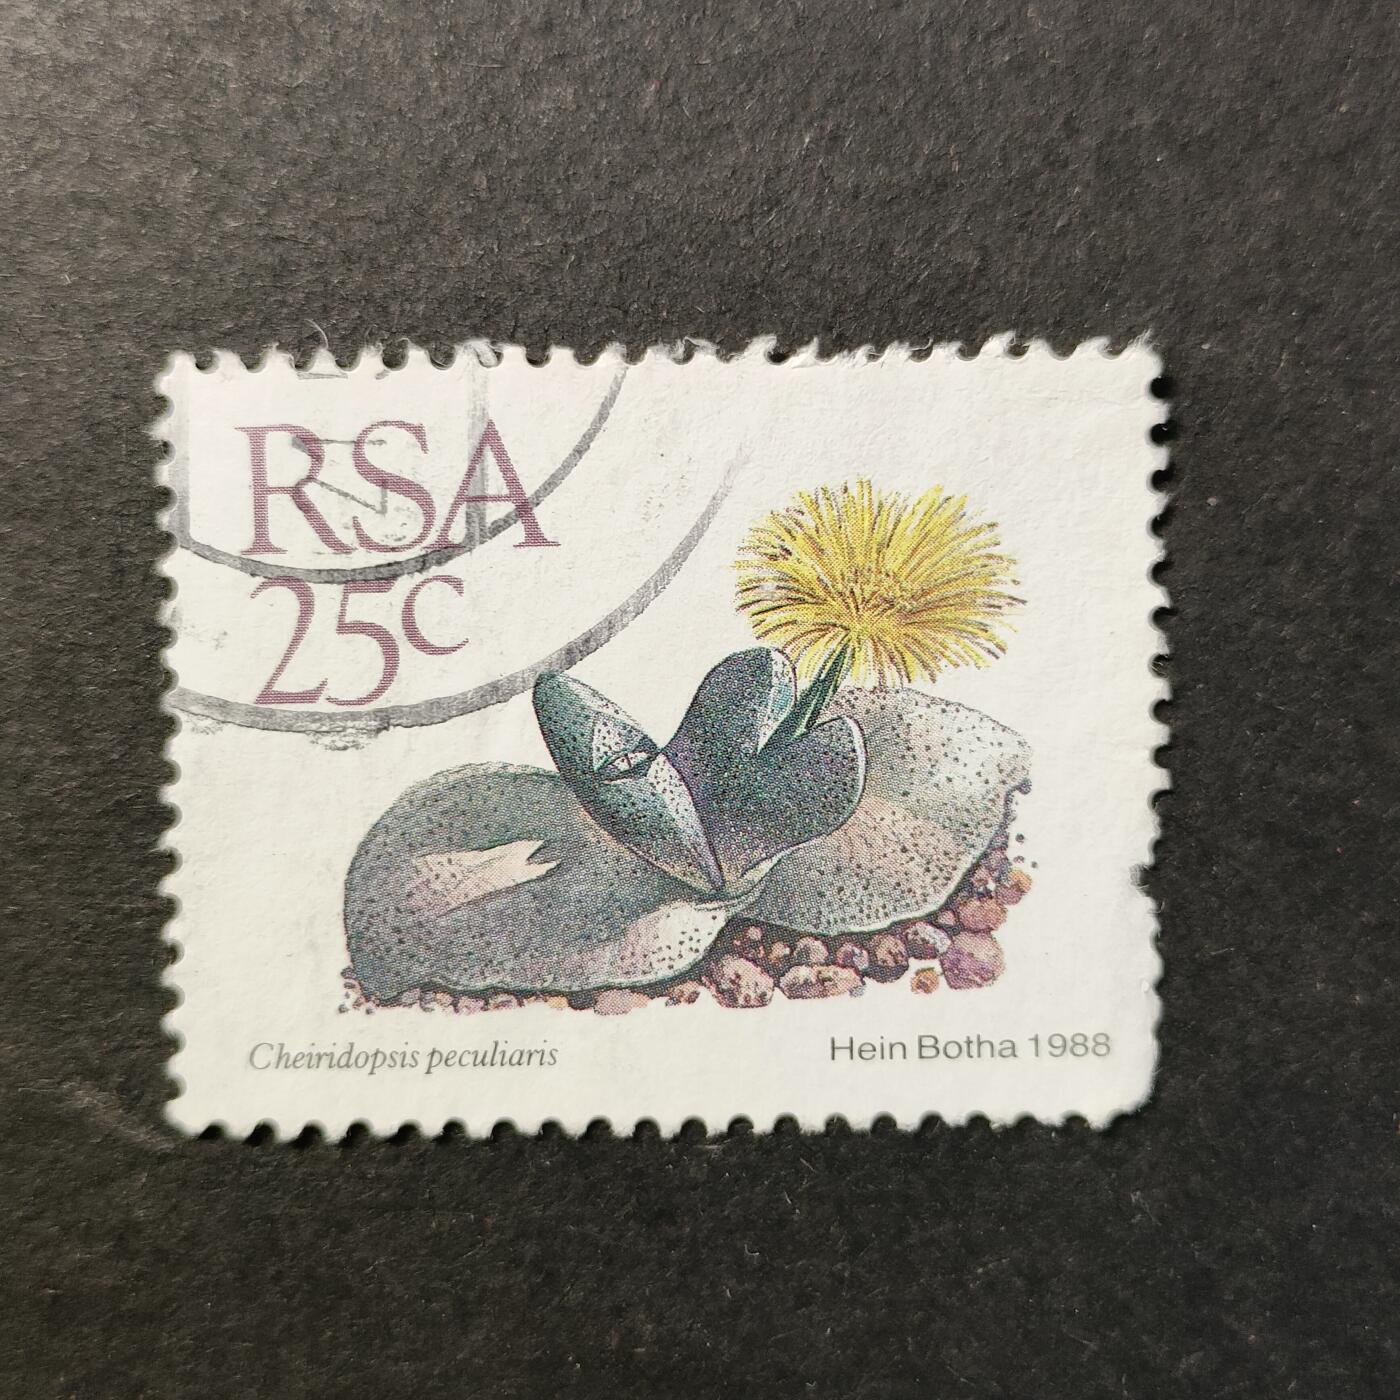 RSA
25c
Cheiridopsis peculiaris
Hein Botha 1988